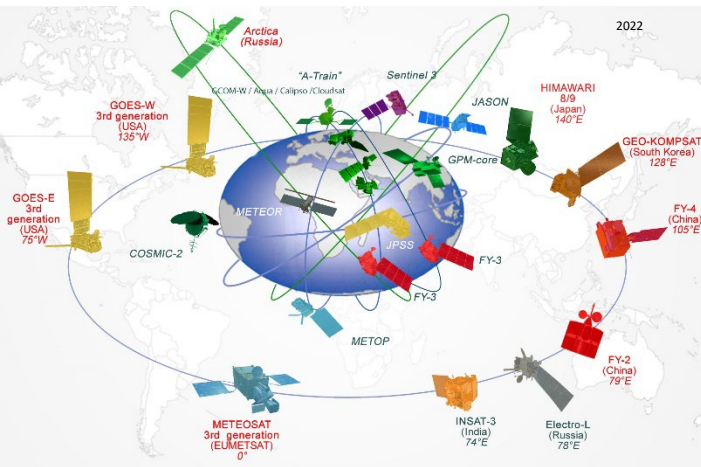 2022
Arctica
(Russia)
"A-Train"
GCOM-W / Aqua / Calipso /Cloudsat
Sentinel 3
JASON
HIMAWARI
8/9
(Japan)
140°E
GOES-W
3rd generation
(USA)
135°W
GEO-KOMPSAT
(South Korea)
128°E
GPM-core
GOES-E
3rd
generation
(USA)
75°W
METEOR
FY-4
(China)
105°E
COSMIC-2
JPSS
FY-3
FY-3
METOP
FY-2
(China)
79°E
METEOSAT
3rd generation
(EUMETSAT)
0°
INSAT-3
(India)
74°E
Electro-L
(Russia)
78°E